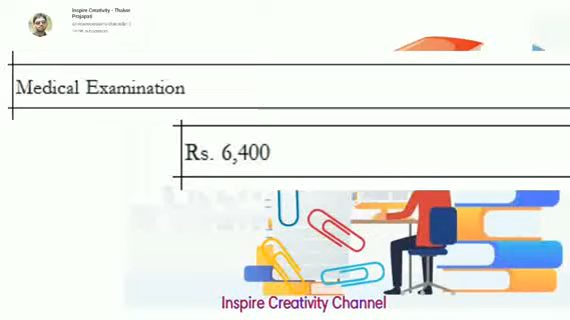 Inspire Creativity - Thakor
Prajapati
Medical Examination
Rs. 6,400
Inspire Creativity Channel